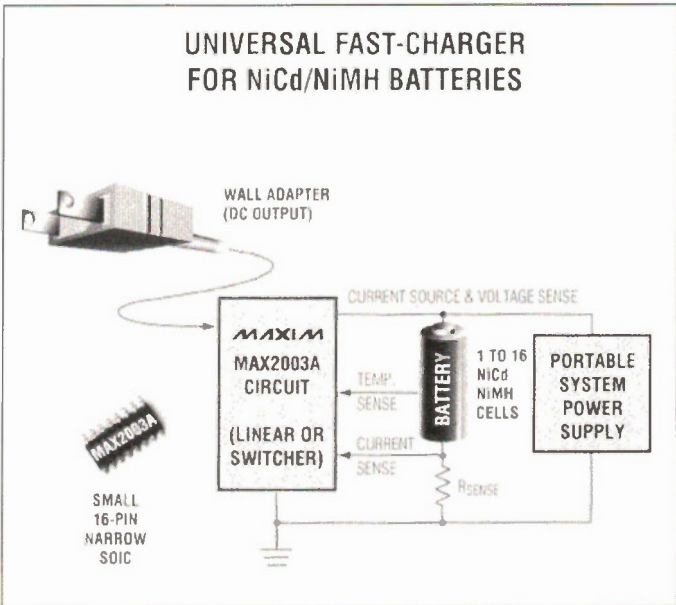 UNIVERSAL FAST-CHARGER
FOR NiCd/NiMH BATTERIES
WALL ADAPTER
(DC OUTPUT)
CURRENT SOURCE & VOLTAGE SENSE
MAXIM
MAX2003A
CIRCUIT
(LINEAR OR
SWITCHER)
TEMP.
SENSE
CURRENT
SENSE
BATTERY
1 TO 16
NiCd
NiMH
CELLS
PORTABLE
SYSTEM
POWER
SUPPLY
RSENSE
MAX2003A
SMALL
16-PIN
NARROW
SOIC